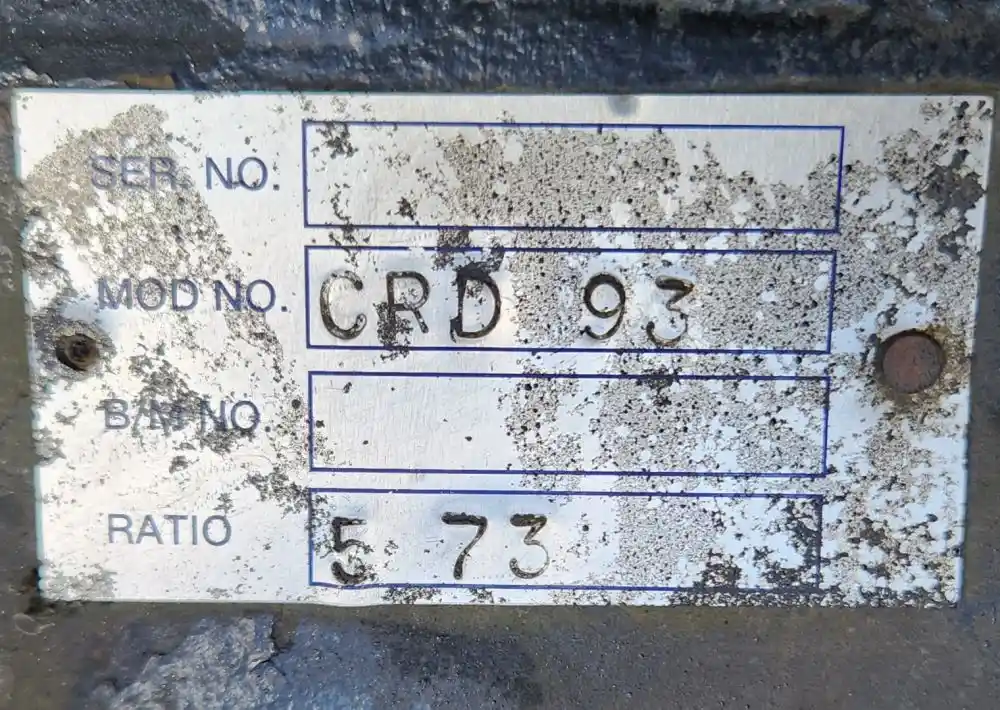 SER. NO.
MOD NO. CRD 93
B/M NO.
RATIO 5 73